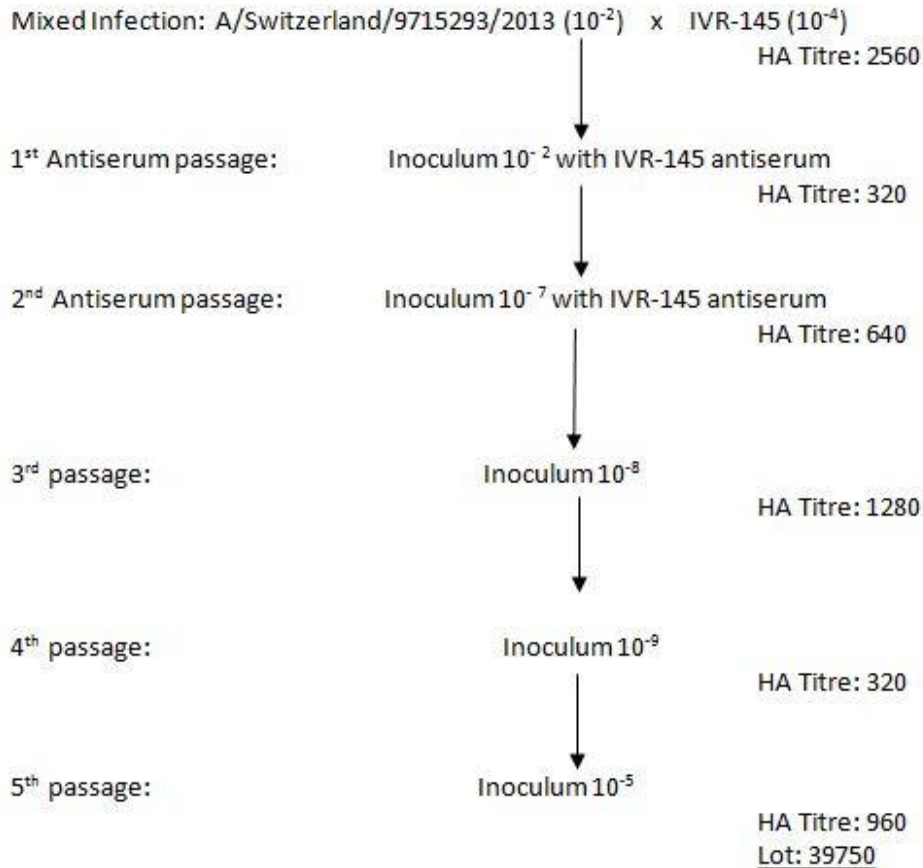 Mixed Infection: A/Switzerland/9715293/2013 (10⁻²) x IVR-145 (10⁻⁴)
HA Titre: 2560
1ˢᵗ Antiserum passage: Inoculum 10⁻² with IVR-145 antiserum
HA Titre: 320
2ⁿᵈ Antiserum passage: Inoculum 10⁻⁷ with IVR-145 antiserum
HA Titre: 640
3ʳᵈ passage: Inoculum 10⁻⁸
HA Titre: 1280
4ᵗʰ passage: Inoculum 10⁻⁹
HA Titre: 320
5ᵗʰ passage: Inoculum 10⁻⁵
HA Titre: 960
Lot: 39750